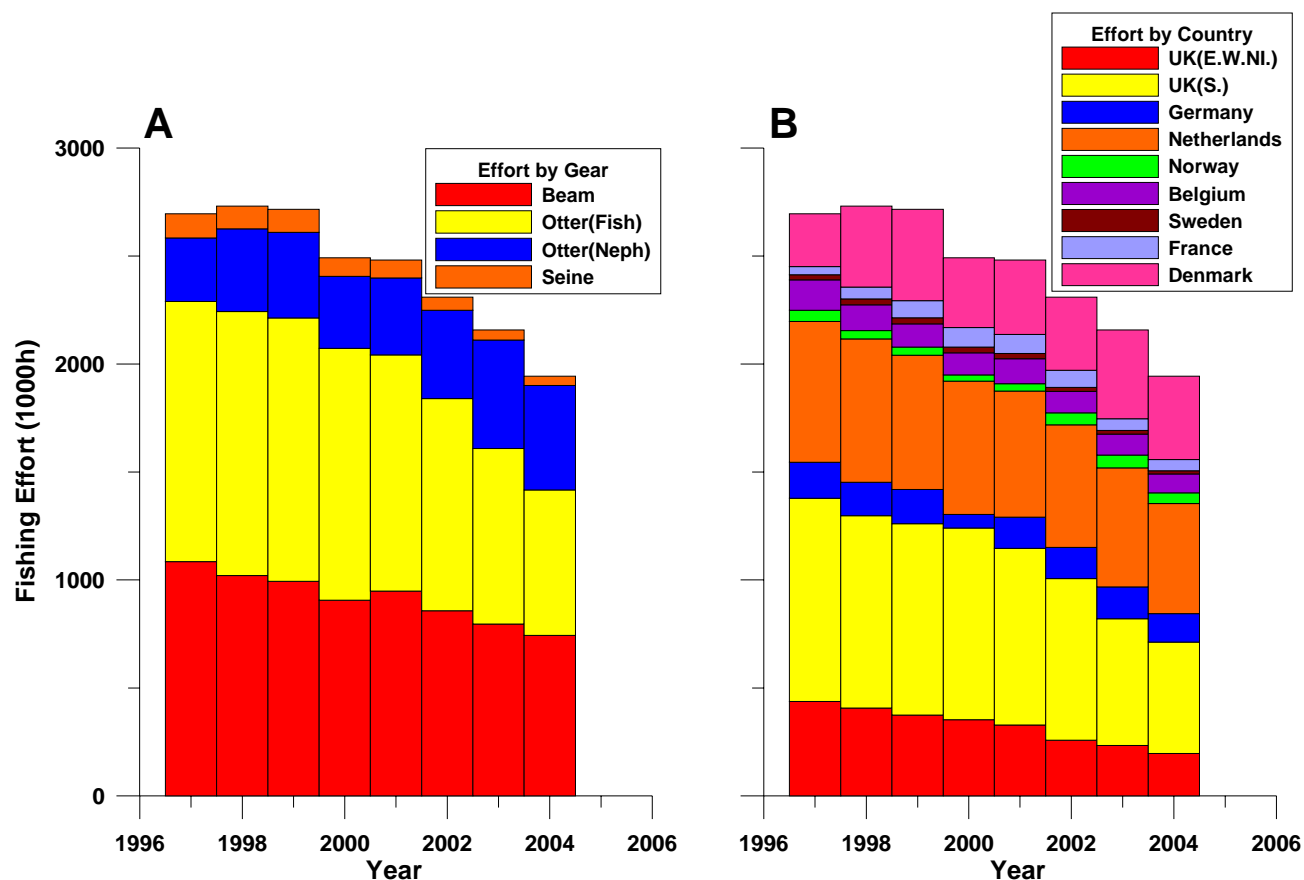 A
3000
2000
1000
0
Fishing Effort (1000h)
Effort by Gear
Beam
Otter(Fish)
Otter(Neph)
Seine
1996 1998 2000 2002 2004 2006
Year
B
Effort by Country
UK(E.W.NI.)
UK(S.)
Germany
Netherlands
Norway
Belgium
Sweden
France
Denmark
1996 1998 2000 2002 2004 2006
Year